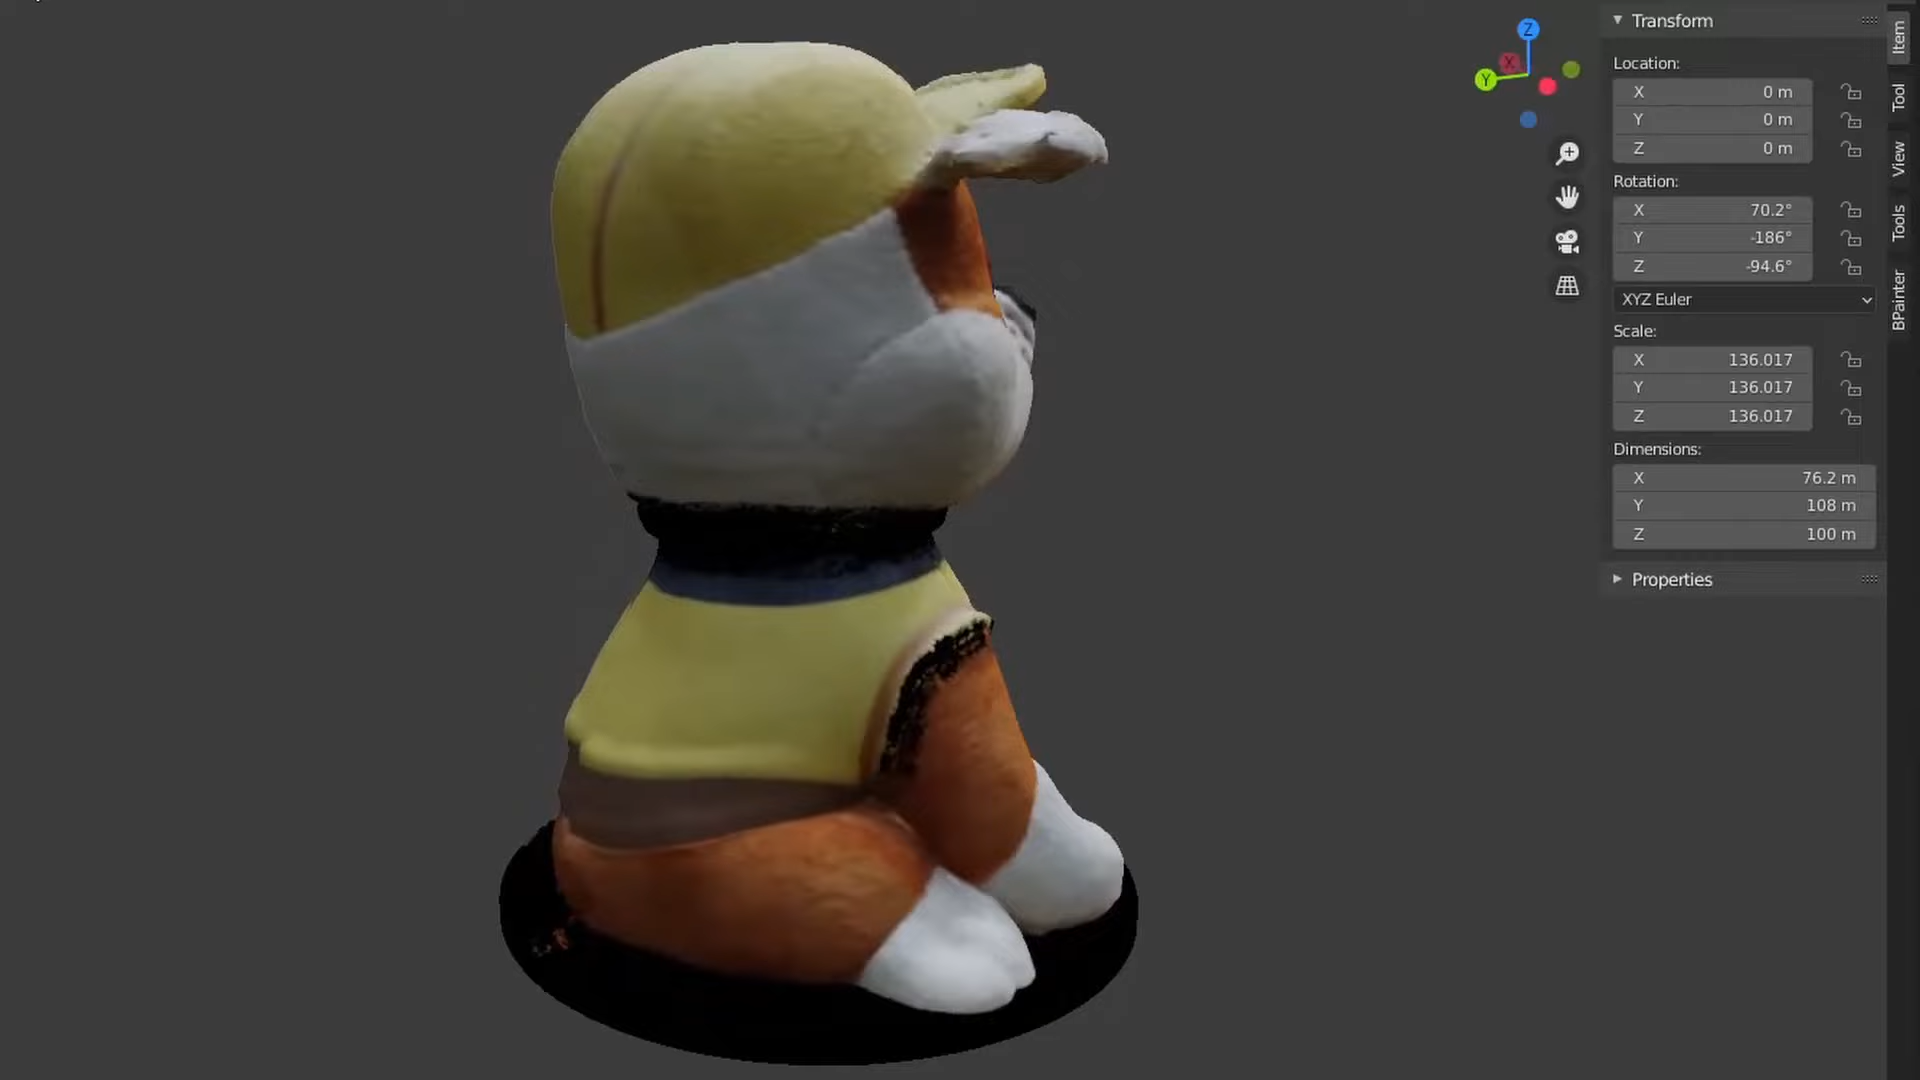 Transform
Location:
X 0 m
Y 0 m
Z 0 m
Rotation:
X 70.2°
Y -186°
Z -94.6°
XYZ Euler
Scale:
X 136.017
Y 136.017
Z 136.017
Dimensions:
X 76.2 m
Y 108 m
Z 100 m
Properties
Item
Tool
View
Tools
BPainter
Z
X
Y